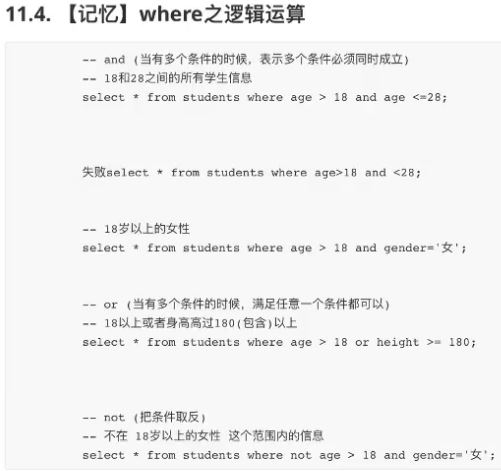 11.4. 【记忆】where之逻辑运算
-- and (当有多个条件的时候，表示多个条件必须同时成立)
-- 18和28之间的所有学生信息
select * from students where age > 18 and age <=28;
失败select * from students where age>18 and <28;
-- 18岁以上的女性
select * from students where age > 18 and gender='女';
-- or (当有多个条件的时候，满足任意一个条件都可以)
-- 18以上或者身高高过180(包含)以上
select * from students where age > 18 or height >= 180;
-- not (把条件取反)
-- 不在 18岁以上的女性 这个范围内的信息
select * from students where not age > 18 and gender='女';